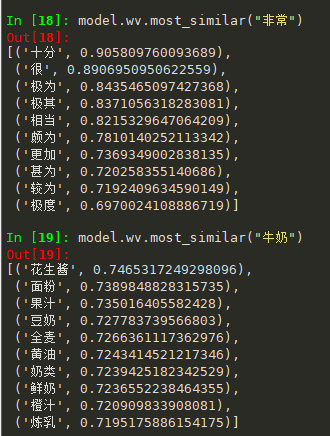 In [18]: model.wv.most_similar("非常")
Out[18]:
[('十分', 0.905809760093689),
('很', 0.8906950950622559),
('极为', 0.8435465097427368),
('极其', 0.8371056318283081),
('相当', 0.8215329647064209),
('颇为', 0.7810140252113342),
('更加', 0.7369349002838135),
('甚为', 0.720258355140686),
('较为', 0.7192409634590149),
('极度', 0.6970024108886719)]
In [19]: model.wv.most_similar("牛奶")
Out[19]:
[('花生酱', 0.7465317249298096),
('面粉', 0.7389848828315735),
('果汁', 0.735016405582428),
('豆奶', 0.727783739566803),
('全麦', 0.7266361117362976),
('黄油', 0.7243414521217346),
('奶类', 0.7239425182342529),
('鲜奶', 0.7236552238464355),
('橙汁', 0.720909833908081),
('炼乳', 0.7195175886154175)]